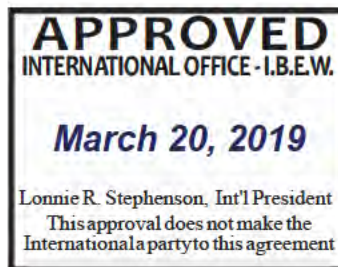 APPROVED
INTERNATIONAL OFFICE - I.B.E.W.
March 20, 2019
Lonnie R. Stephenson, Int'l President
This approval does not make the
International a party to this agreement